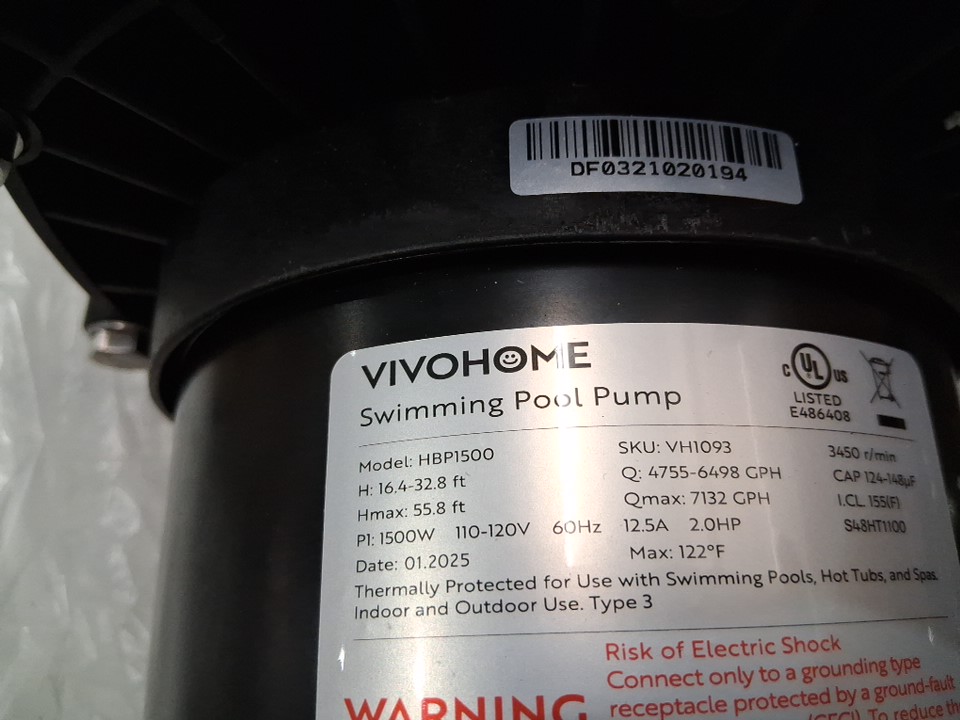 DF0321020194
VIVOHOME
Swimming Pool Pump
C UL US
LISTED
E486408
Model: HBP1500 SKU: VH1093 3450 r/min
H: 16.4-32.8 ft Q: 4755-6498 GPH CAP 124-148µF
Hmax: 55.8 ft Qmax: 7132 GPH I.CL. 155(F)
P1: 1500W 110-120V 60Hz 12.5A 2.0HP S48HT1100
Date: 01.2025 Max: 122°F
Thermally Protected for Use with Swimming Pools, Hot Tubs, and Spas.
Indoor and Outdoor Use. Type 3
WARNING
Risk of Electric Shock
Connect only to a grounding type
receptacle protected by a ground-fault
(GFCI). To reduce the